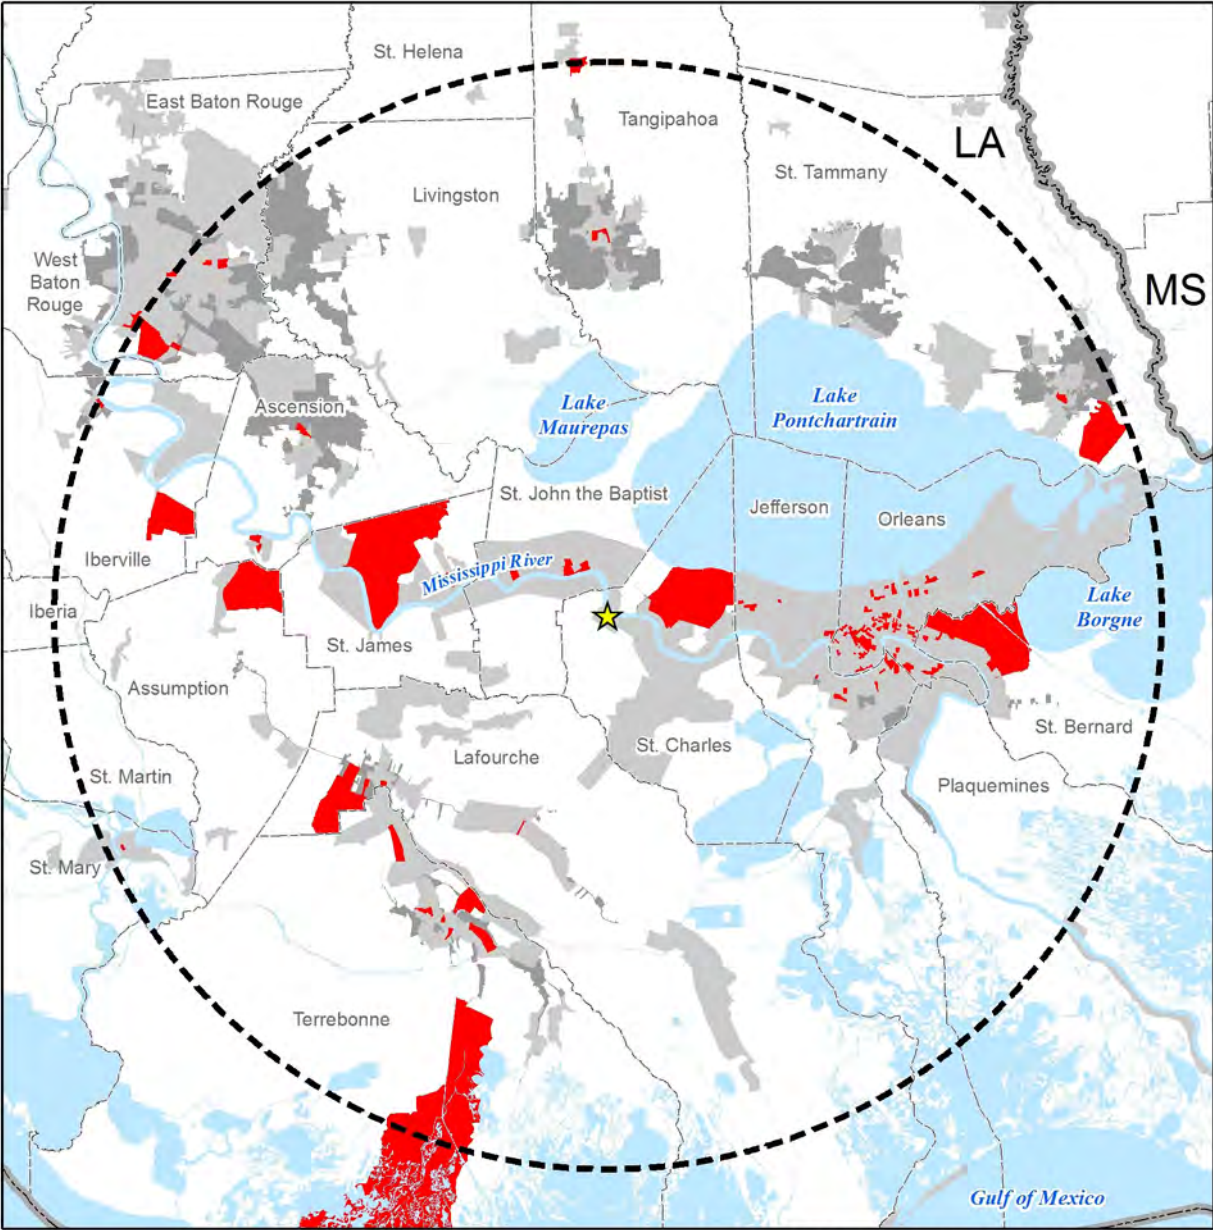 St. Helena
East Baton Rouge
Tangipahoa
LA
St. Tammany
Livingston
West
Baton
Rouge
MS
Lake
Maurepas
Lake
Pontchartrain
Ascension
St. John the Baptist
Jefferson
Orleans
Iberville
Mississippi River
Iberia
Lake
Borgne
St. James
Assumption
St. Bernard
St. Charles
Lafourche
St. Martin
Plaquemines
St. Mary
Terrebonne
Gulf of Mexico